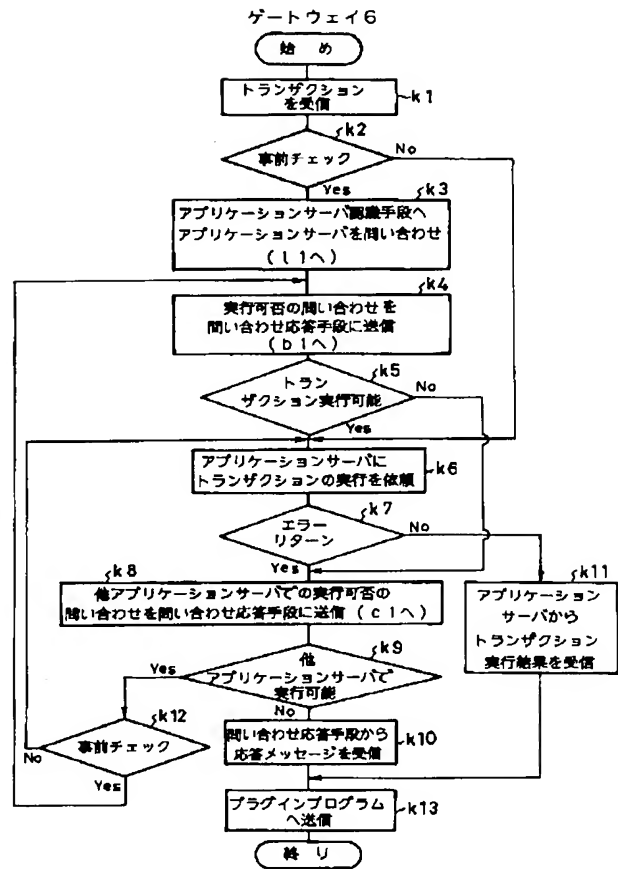 ゲートウェイ6
始 め
トランザクション
を受信
k1
k2
事前チェック
No
Yes
k3
アプリケーションサーバ認識手段へ
アプリケーションサーバを問い合わせ
(l1へ)
k4
実行可否の問い合わせを
問い合わせ応答手段に送信
(b1へ)
k5
トラン
ザクション実行可能
No
Yes
アプリケーションサーバに
トランザクションの実行を依頼
k6
k7
エラー
リターン
No
Yes
k8
他アプリケーションサーバでの実行可否の
問い合わせを問い合わせ応答手段に送信(c1へ)
k11
アプリケーション
サーバから
トランザクション
実行結果を受信
k9
他
アプリケーションサーバで
実行可能
Yes
No
k12
事前チェック
No
Yes
問い合わせ応答手段から
応答メッセージを受信
k10
プラグインプログラム
へ送信
k13
終 り